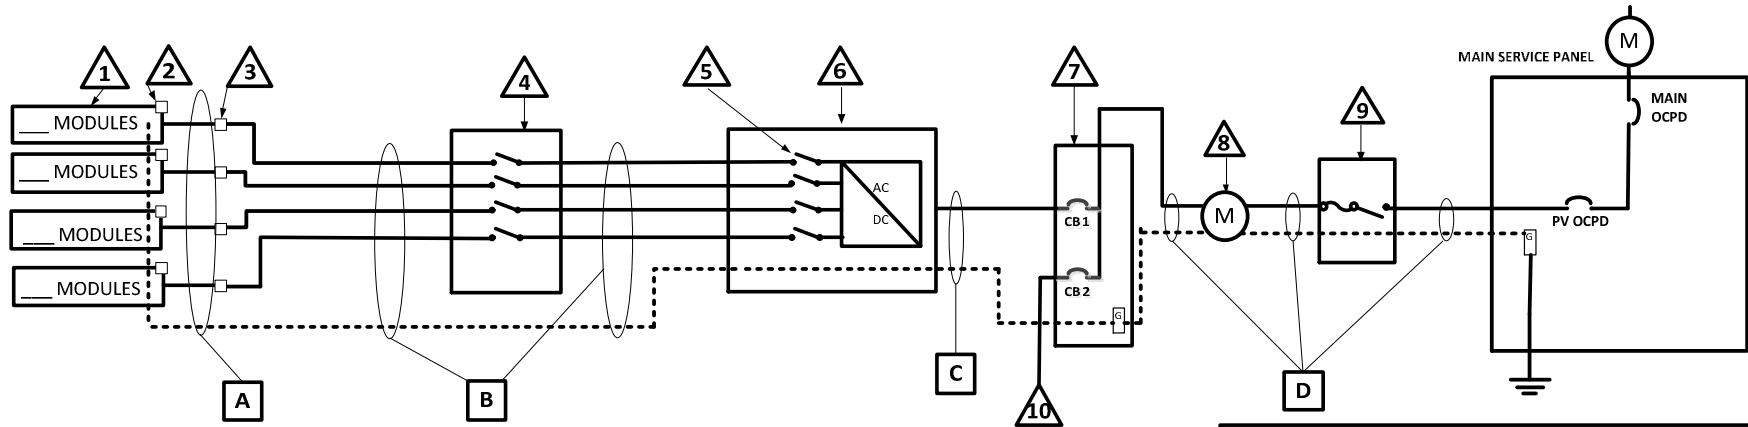 1
2
3
4
5
6
7
8
9
10
M
MAIN SERVICE PANEL
MAIN
OCPD
___ MODULES
___ MODULES
___ MODULES
___ MODULES
AC
DC
CB1
CB2
G
M
PV OCPD
G
A
B
C
D